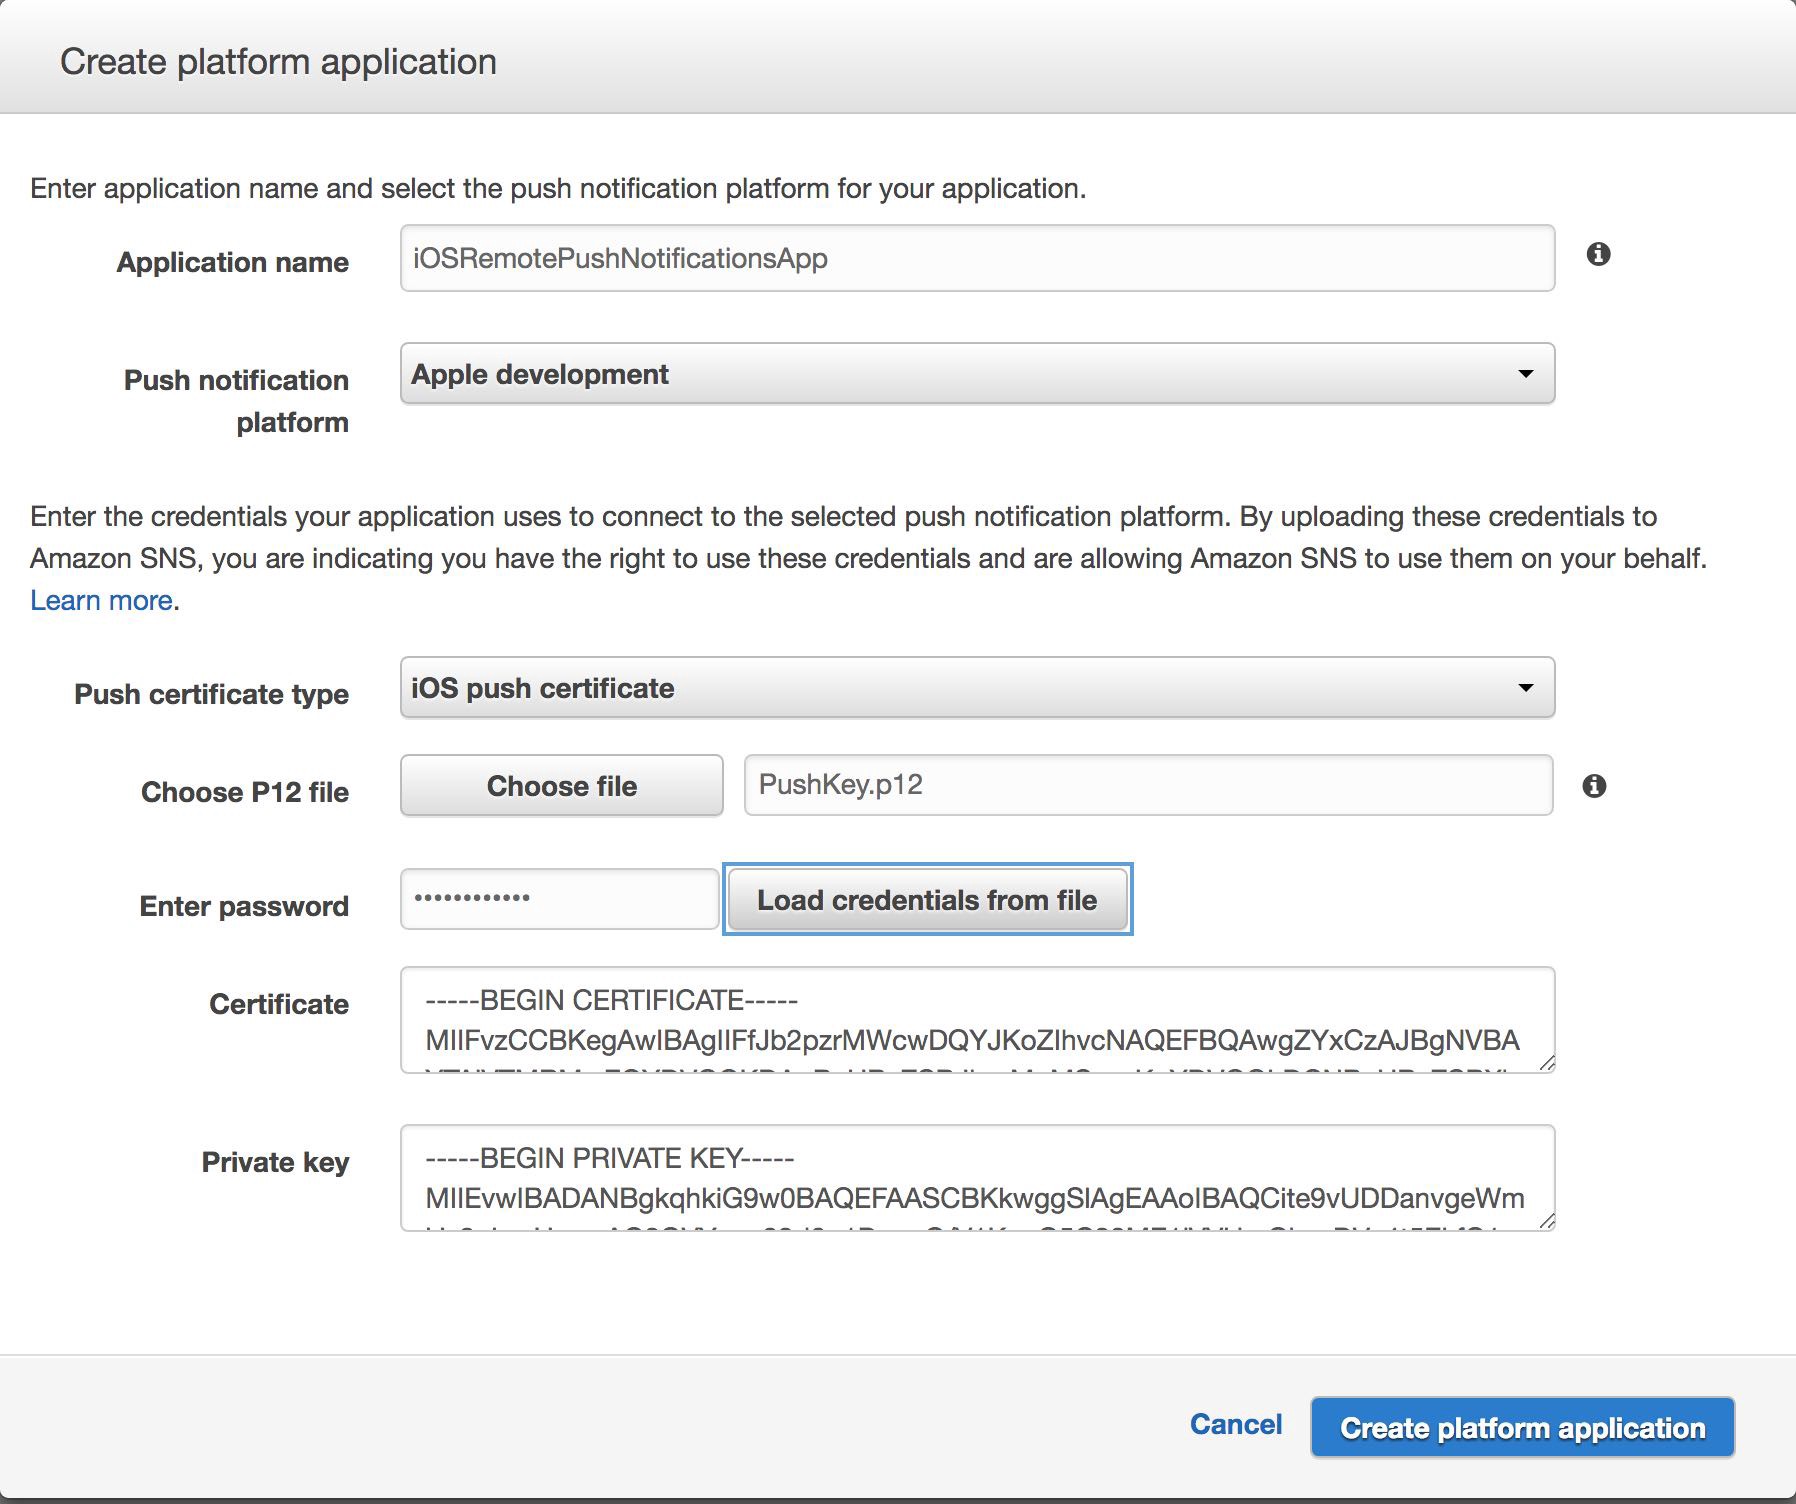 Create platform application
Enter application name and select the push notification platform for your application.
Application name
iOSRemotePushNotificationsApp
Push notification
platform
Apple development
Enter the credentials your application uses to connect to the selected push notification platform. By uploading these credentials to
Amazon SNS, you are indicating you have the right to use these credentials and are allowing Amazon SNS to use them on your behalf.
Learn more.
Push certificate type
iOS push certificate
Choose P12 file
Choose file
PushKey.p12
Enter password
••••••••••••
Load credentials from file
Certificate
-----BEGIN CERTIFICATE-----
MIIFvzCCBKegAwIBAgIIFfJb2pzrMWcwDQYJKoZIhvcNAQEFBQAwgZYxCzAJBgNVBA
Private key
-----BEGIN PRIVATE KEY-----
MIIEvwIBADANBgkqhkiG9w0BAQEFAASCBKkwggSlAgEAAoIBAQCite9vUDDanvgeWm
Cancel
Create platform application